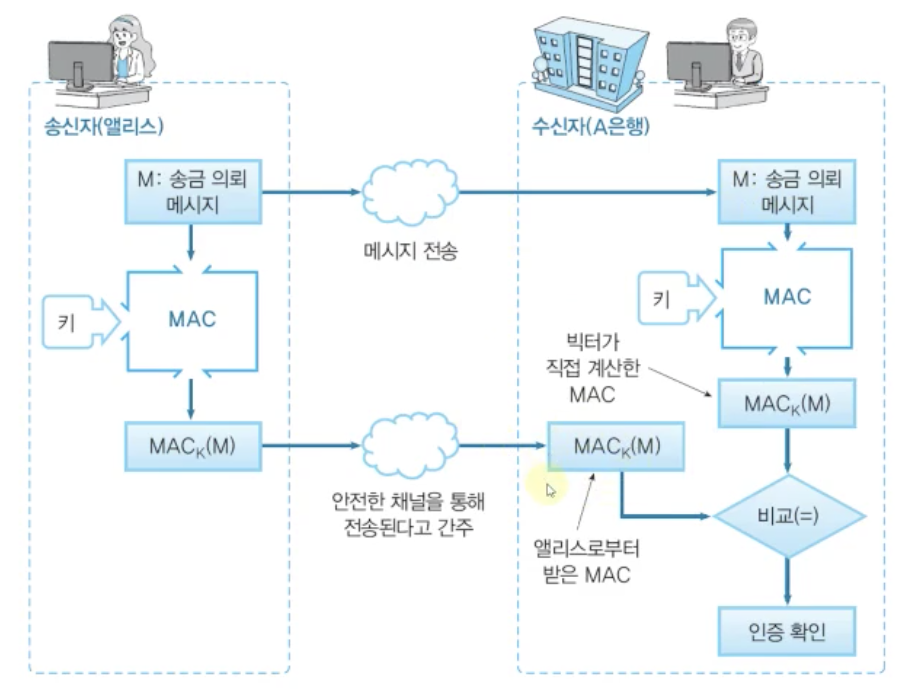 송신자(앨리스)
수신자(A은행)
M: 송금 의뢰
메시지
메시지 전송
M: 송금 의뢰
메시지
키
MAC
키
MAC
빅터가
직접 계산한
MAC
MACK(M)
MACK(M)
안전한 채널을 통해
전송된다고 간주
MACK(M)
앨리스로부터
받은 MAC
비교(=)
인증 확인